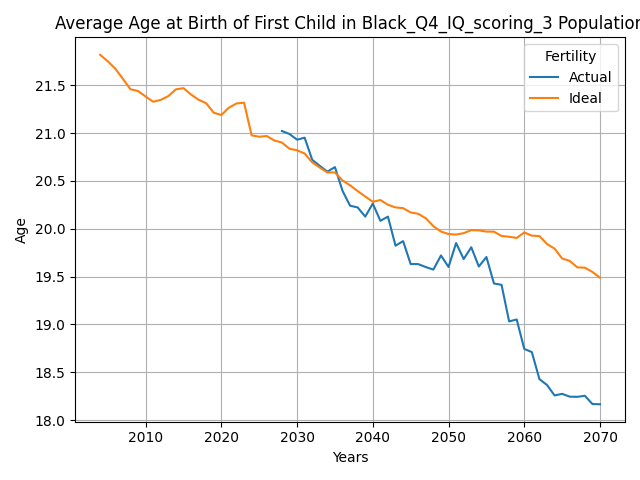 Average Age at Birth of First Child in Black_Q4_IQ_scoring_3 Population
Fertility
Actual
Ideal
21.5
21.0
20.5
20.0
19.5
19.0
18.5
18.0
Age
2010 2020 2030 2040 2050 2060 2070
Years